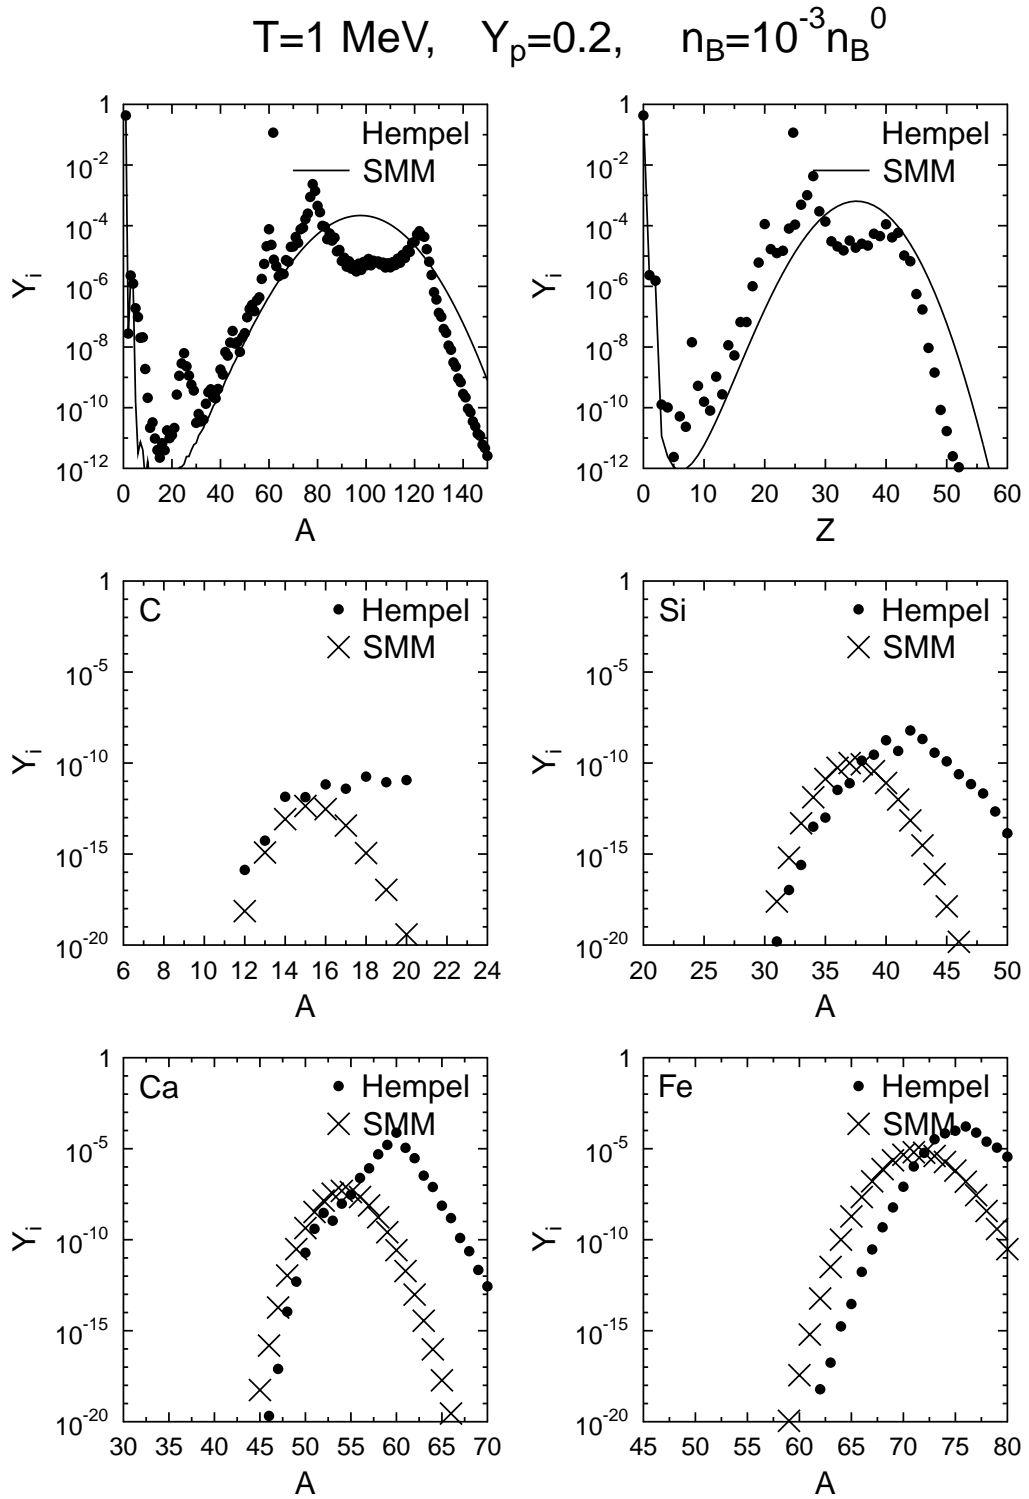 T=1 MeV, Y_p=0.2, n_B=10^{-3}n_B^0
Hempel
SMM
1
10^{-2}
10^{-4}
10^{-6}
10^{-8}
10^{-10}
10^{-12}
Y_i
0 20 40 60 80 100 120 140
A
Hempel
SMM
1
10^{-2}
10^{-4}
10^{-6}
10^{-8}
10^{-10}
10^{-12}
Y_i
0 10 20 30 40 50 60
Z
C
Hempel
SMM
1
10^{-5}
10^{-10}
10^{-15}
10^{-20}
Y_i
6 8 10 12 14 16 18 20 22 24
A
Si
Hempel
SMM
1
10^{-5}
10^{-10}
10^{-15}
10^{-20}
Y_i
20 25 30 35 40 45 50
A
Ca
Hempel
SMM
1
10^{-5}
10^{-10}
10^{-15}
10^{-20}
Y_i
30 35 40 45 50 55 60 65 70
A
Fe
Hempel
SMM
1
10^{-5}
10^{-10}
10^{-15}
10^{-20}
Y_i
45 50 55 60 65 70 75 80
A